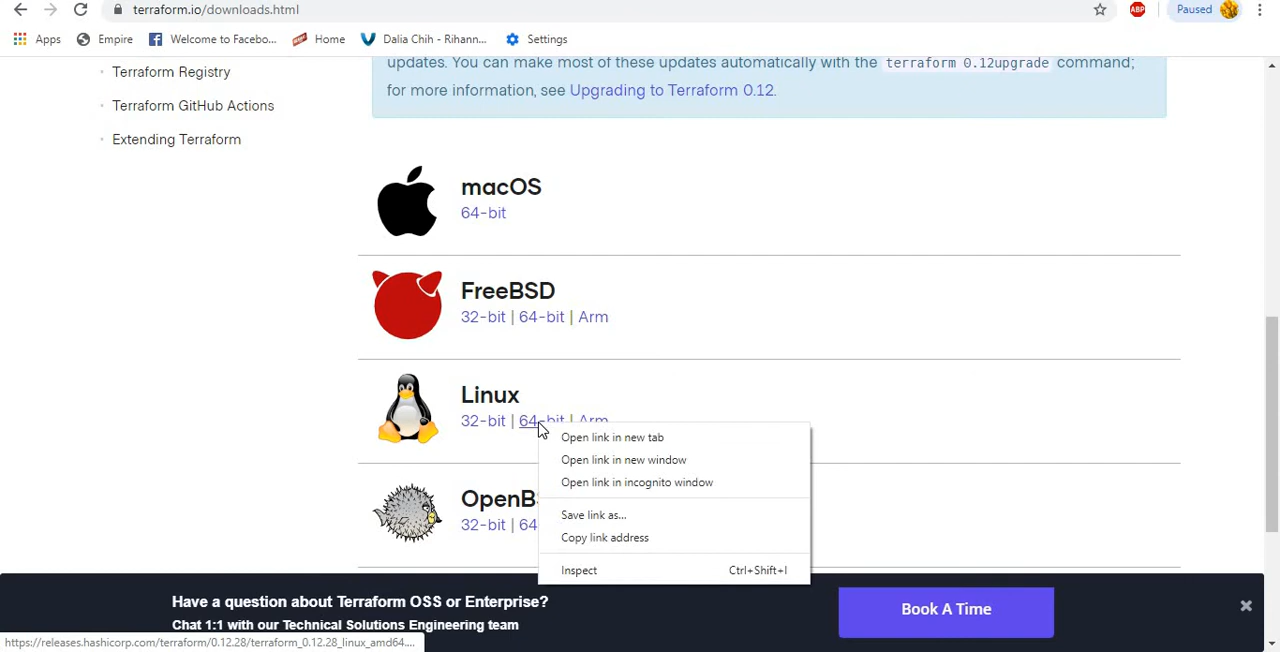 terraform.io/downloads.html
ABP
Paused
Apps
Empire
Welcome to Facebo...
Home
Dalia Chih - Rihann...
Settings
Terraform Registry
Terraform GitHub Actions
Extending Terraform
updates. You can make most of these updates automatically with the terraform 0.12upgrade command;
for more information, see Upgrading to Terraform 0.12.
macOS
64-bit
FreeBSD
32-bit | 64-bit | Arm
Linux
32-bit | 64-bit | Arm
Open link in new tab
Open link in new window
Open link in incognito window
Save link as...
Copy link address
Inspect Ctrl+Shift+I
OpenBS
32-bit | 64
Have a question about Terraform OSS or Enterprise?
Chat 1:1 with our Technical Solutions Engineering team
Book A Time
https://releases.hashicorp.com/terraform/0.12.28/terraform_0.12.28_linux_amd64....